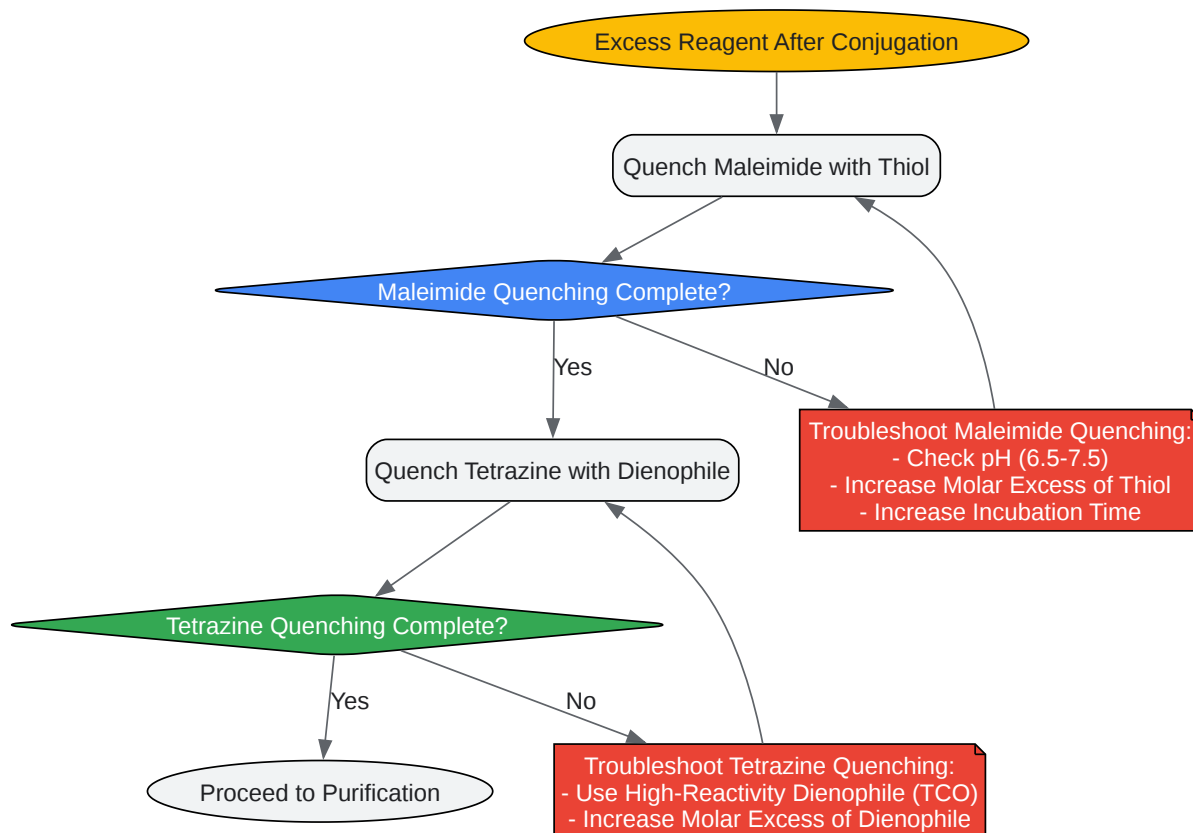 Excess Reagent After Conjugation
Quench Maleimide with Thiol
Maleimide Quenching Complete?
Yes
No
Troubleshoot Maleimide Quenching:
- Check pH (6.5-7.5)
- Increase Molar Excess of Thiol
- Increase Incubation Time
Quench Tetrazine with Dienophile
Tetrazine Quenching Complete?
Yes
No
Proceed to Purification
Troubleshoot Tetrazine Quenching:
- Use High-Reactivity Dienophile (TCO)
- Increase Molar Excess of Dienophile